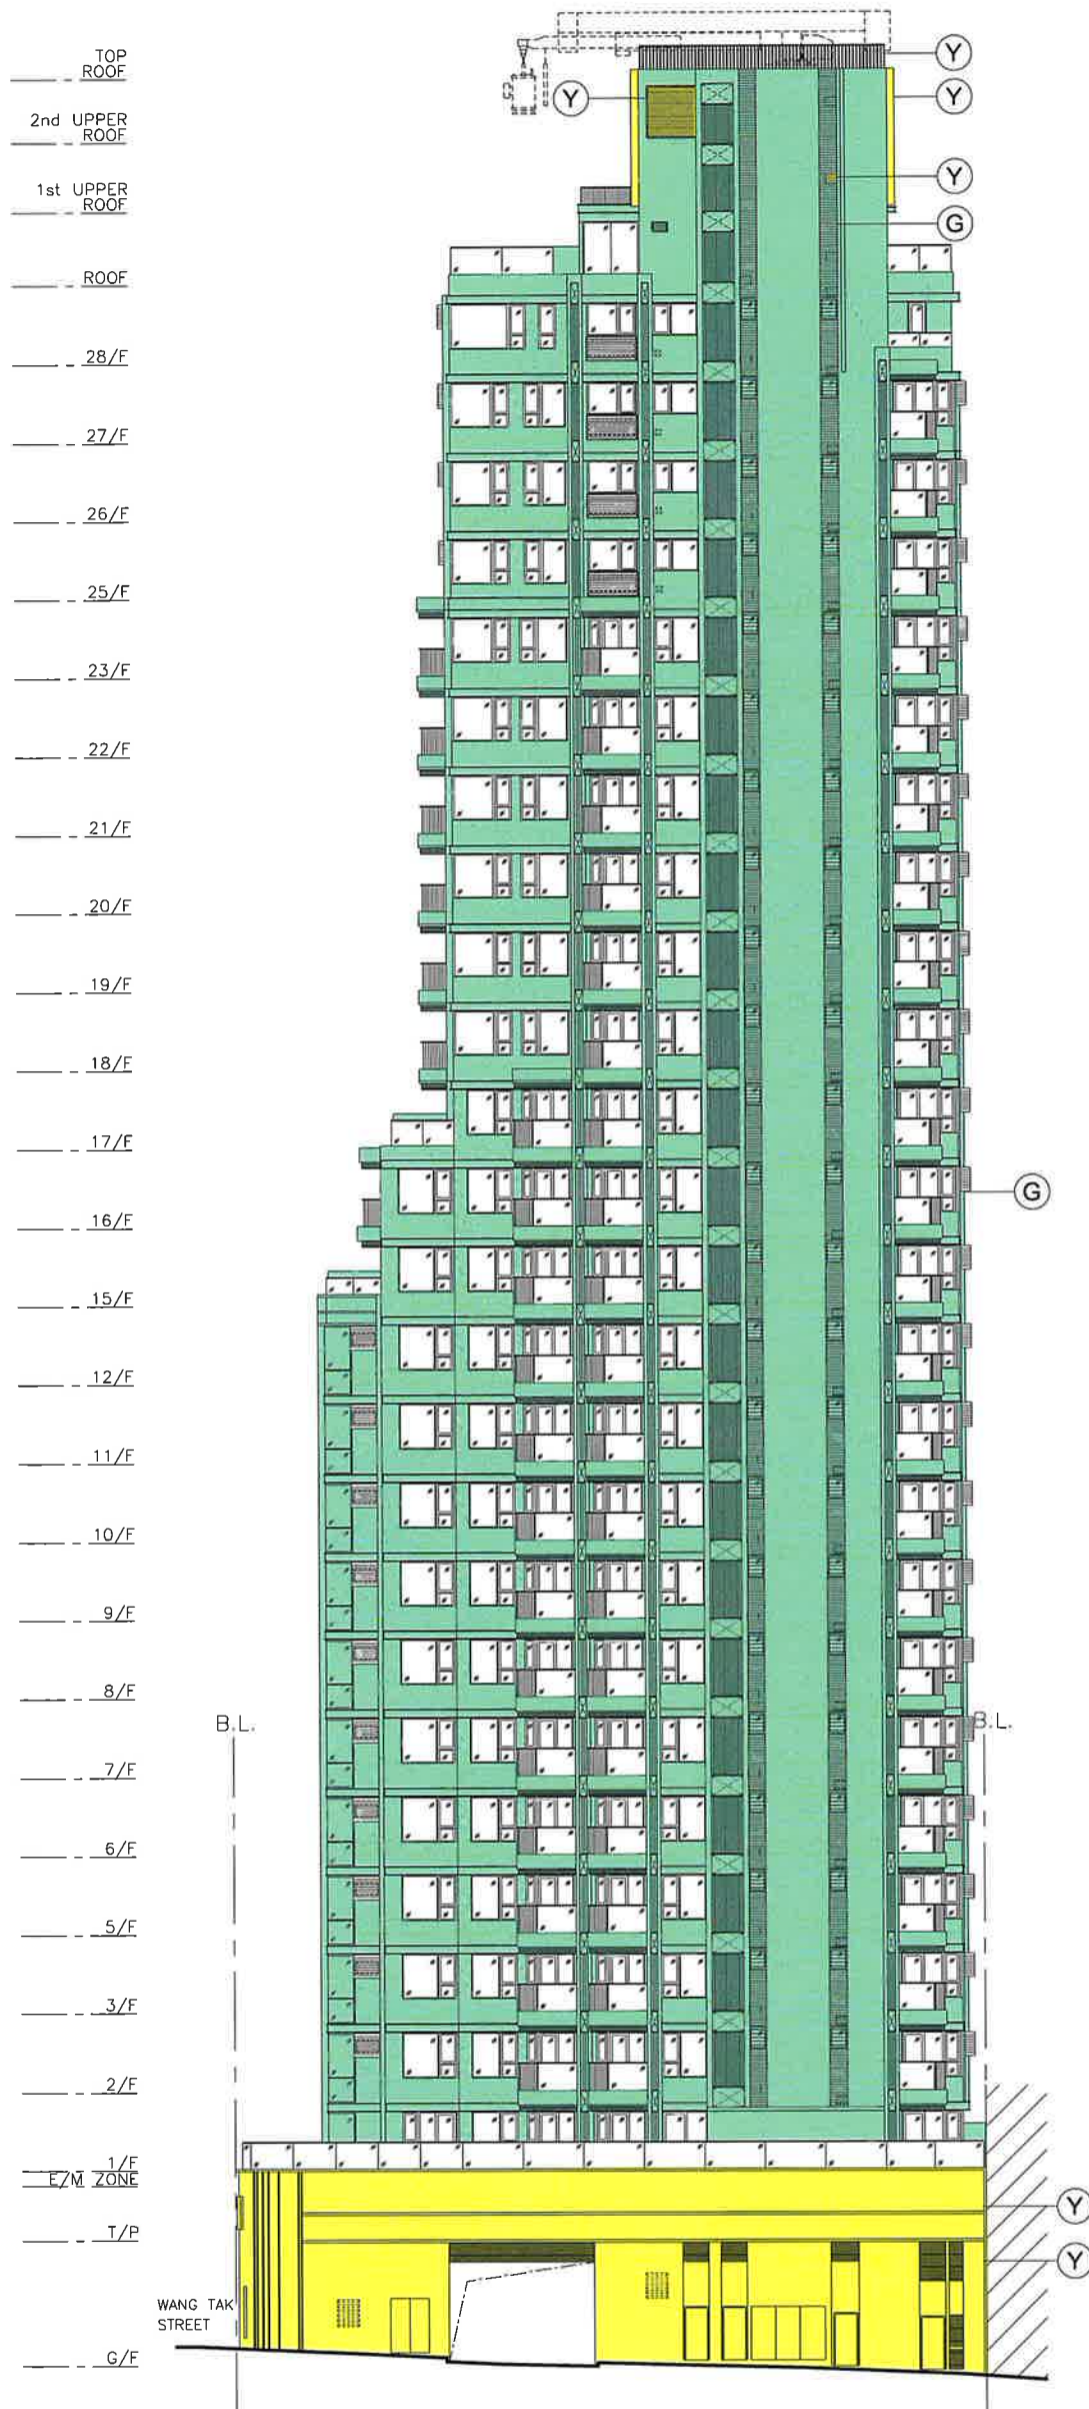 TOP
ROOF
Y
Y
Y
2nd UPPER
ROOF
Y
1st UPPER
ROOF
G
ROOF
28/F
27/F
26/F
25/F
23/F
22/F
21/F
20/F
19/F
18/F
17/F
G
16/F
15/F
12/F
11/F
10/F
9/F
8/F
B.L.
B.L.
7/F
6/F
5/F
3/F
2/F
1/F
E/M ZONE
Y
T/P
Y
WANG TAK
STREET
G/F